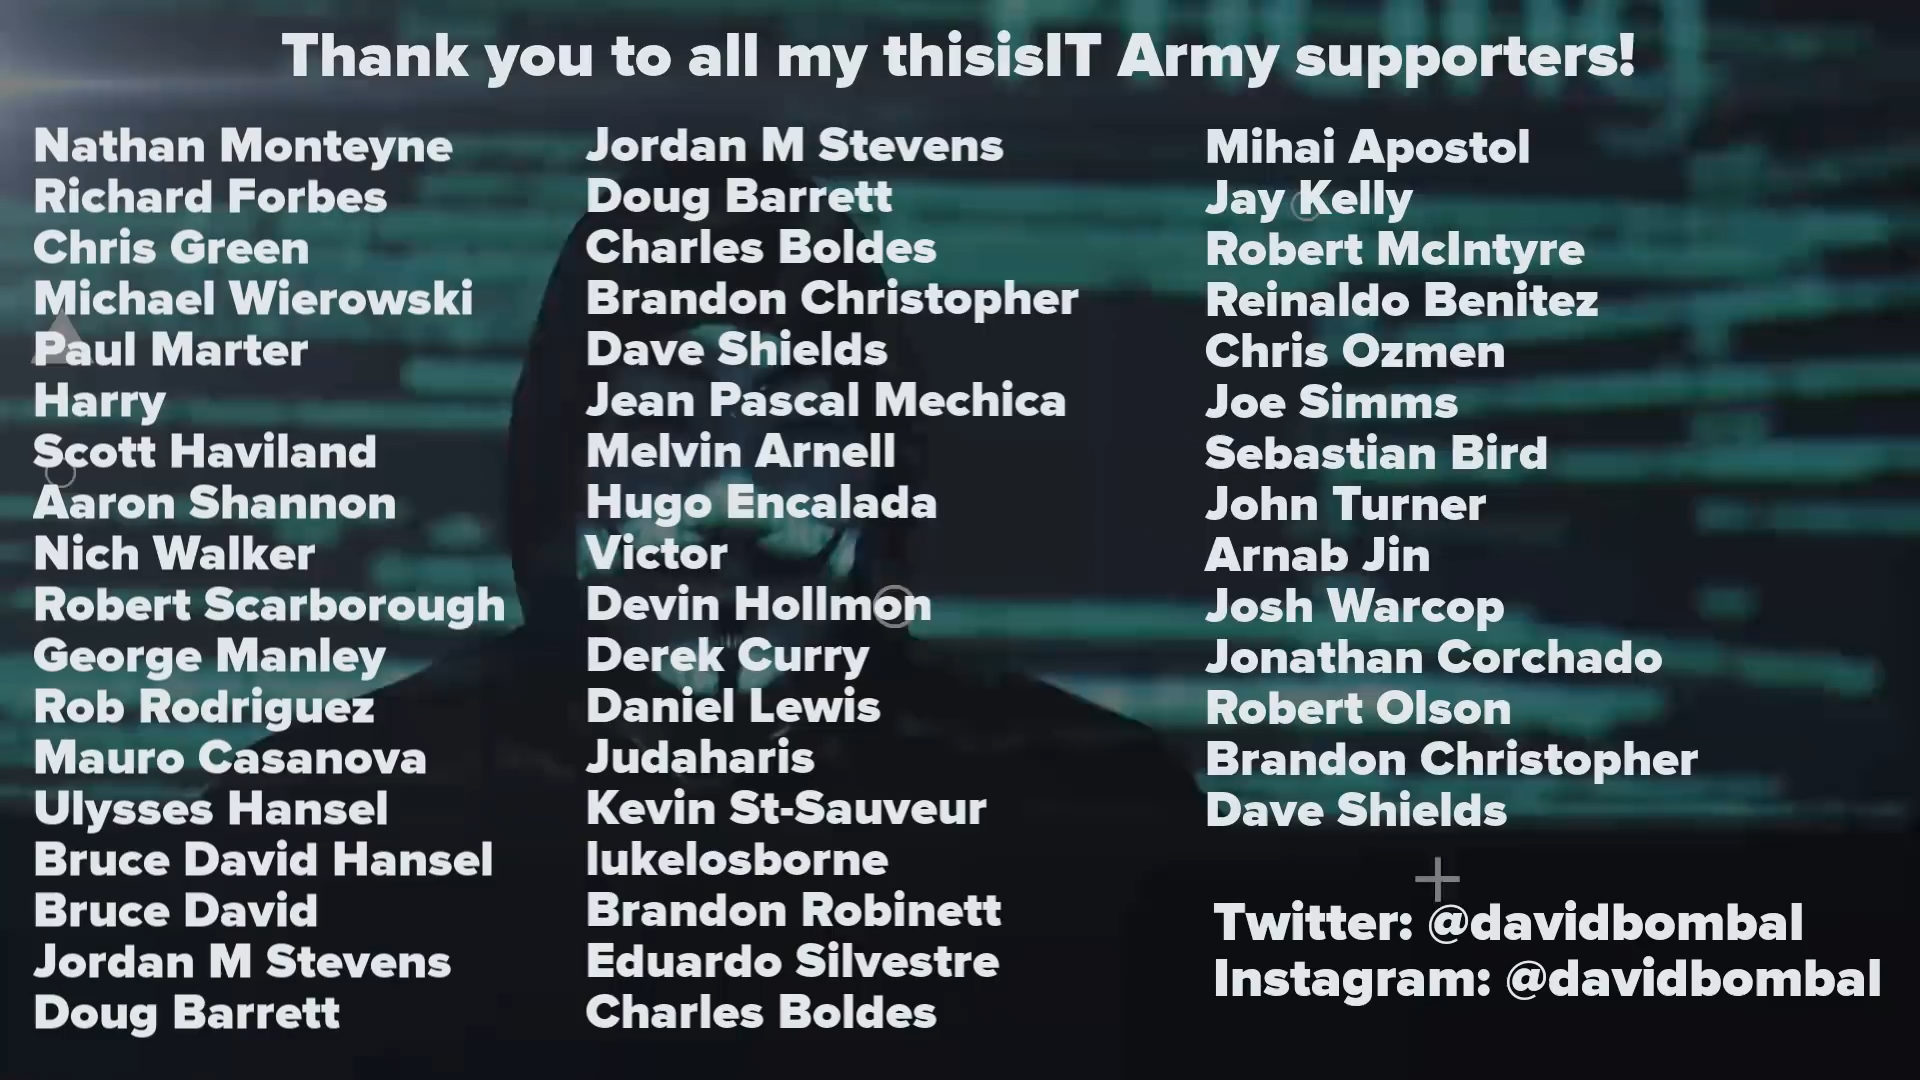 Thank you to all my thisisIT Army supporters!
Nathan Monteyne
Richard Forbes
Chris Green
Michael Wierowski
Paul Marter
Harry
Scott Haviland
Aaron Shannon
Nich Walker
Robert Scarborough
George Manley
Rob Rodriguez
Mauro Casanova
Ulysses Hansel
Bruce David Hansel
Bruce David
Jordan M Stevens
Doug Barrett
Jordan M Stevens
Doug Barrett
Charles Boldes
Brandon Christopher
Dave Shields
Jean Pascal Mechica
Melvin Arnell
Hugo Encalada
Victor
Devin Hollmon
Derek Curry
Daniel Lewis
Judaharis
Kevin St-Sauveur
lukelosborne
Brandon Robinett
Eduardo Silvestre
Charles Boldes
Mihai Apostol
Jay Kelly
Robert McIntyre
Reinaldo Benitez
Chris Ozmen
Joe Simms
Sebastian Bird
John Turner
Arnab Jin
Josh Warcop
Jonathan Corchado
Robert Olson
Brandon Christopher
Dave Shields
Twitter: @davidbombal
Instagram: @davidbombal